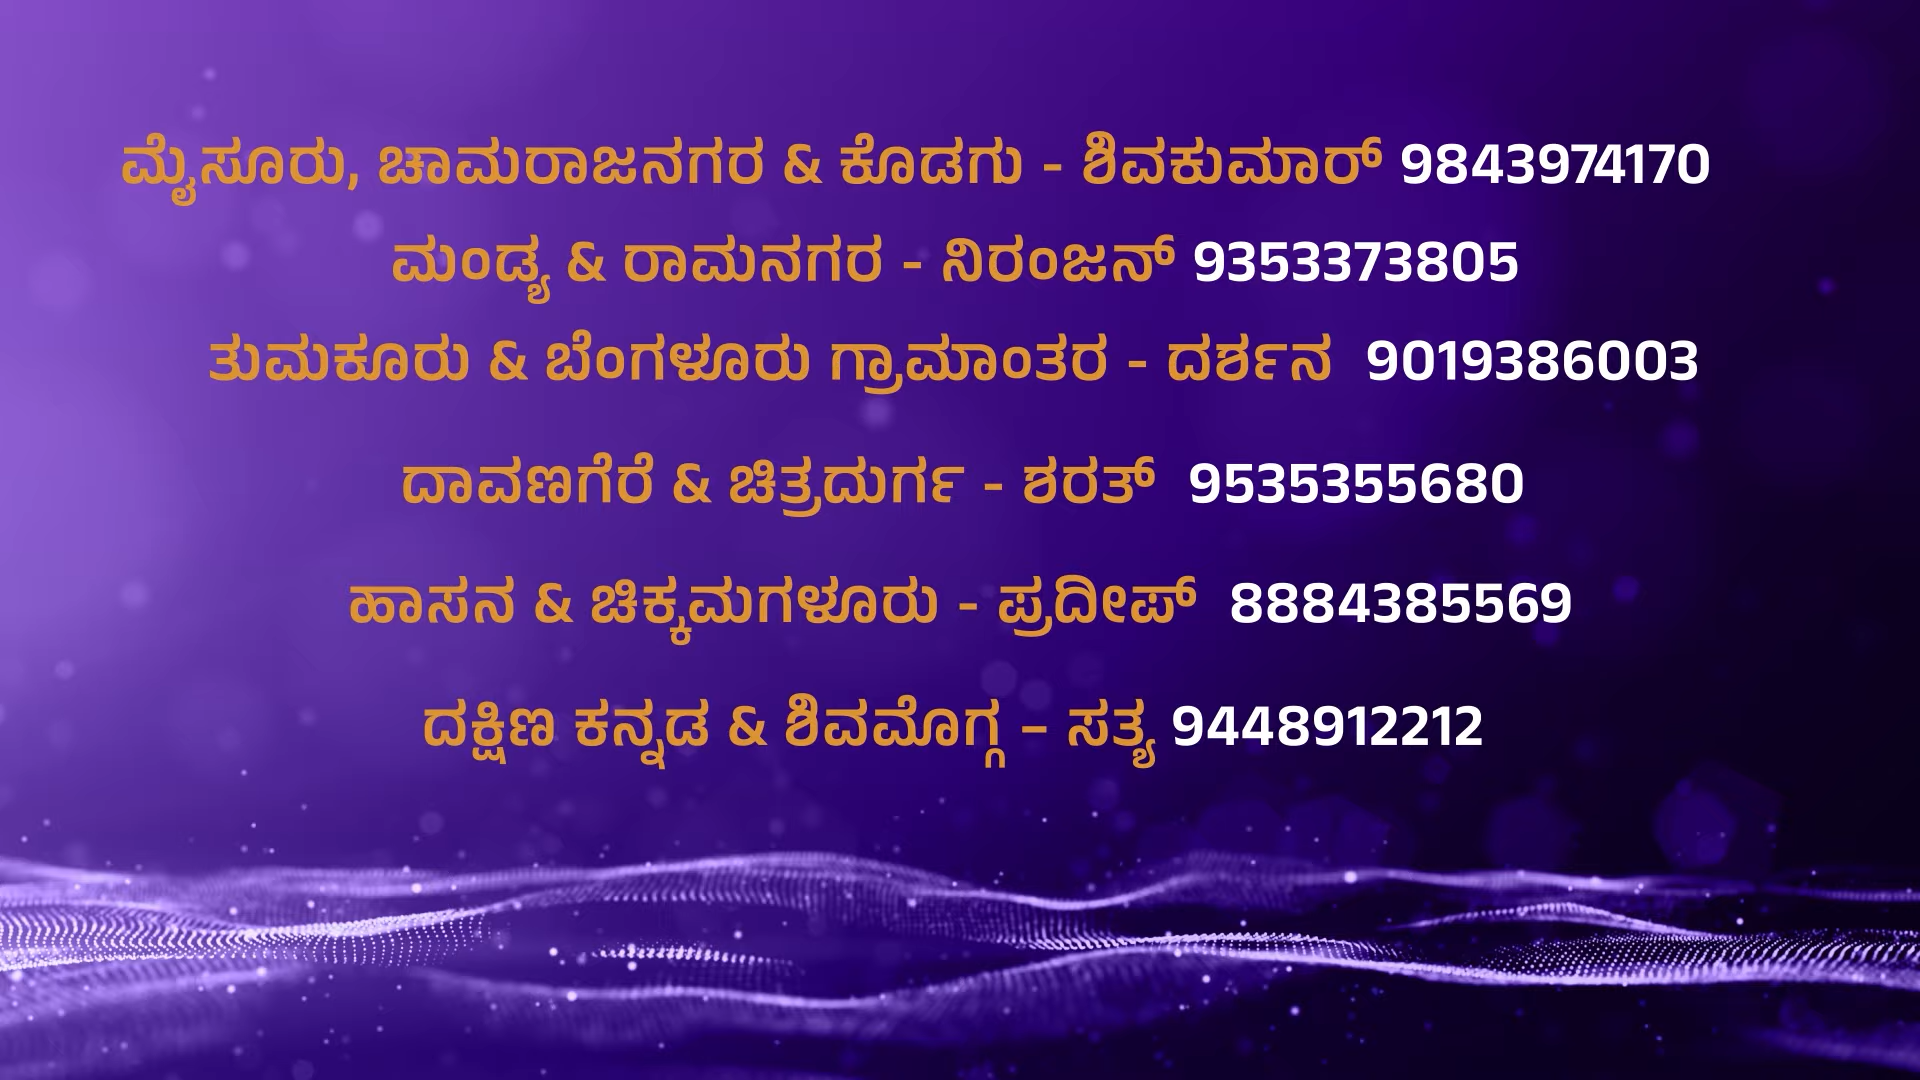 ಮೈಸೂರು, ಚಾಮರಾಜನಗರ & ಕೊಡಗು - ಶಿವಕುಮಾರ್ 9843974170
ಮಂಡ್ಯ & ರಾಮನಗರ - ನಿರಂಜನ್ 9353373805
ತುಮಕೂರು & ಬೆಂಗಳೂರು ಗ್ರಾಮಾಂತರ - ದರ್ಶನ 9019386003
ದಾವಣಗೆರೆ & ಚಿತ್ರದುರ್ಗ - ಶರತ್ 9535355680
ಹಾಸನ & ಚಿಕ್ಕಮಗಳೂರು - ಪ್ರದೀಪ್ 8884385569
ದಕ್ಷಿಣ ಕನ್ನಡ & ಶಿವಮೊಗ್ಗ – ಸತ್ಯ 9448912212